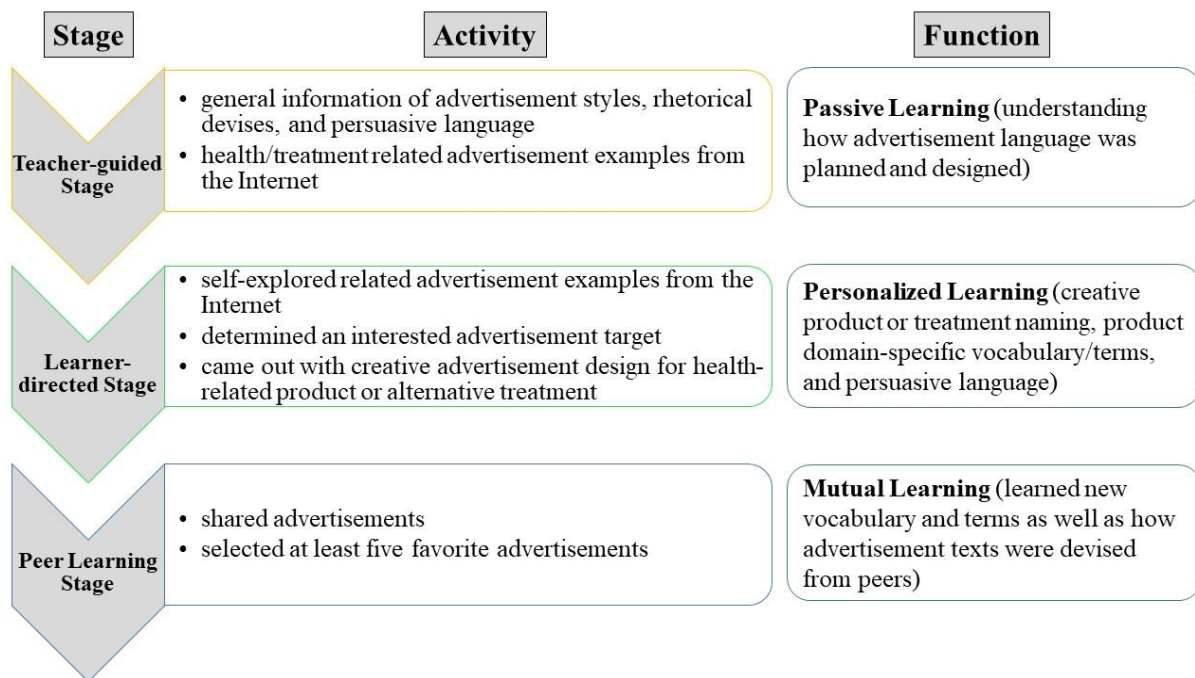 Stage
Activity
Function
Teacher-guided
Stage
• general information of advertisement styles, rhetorical
devises, and persuasive language
• health/treatment related advertisement examples from
the Internet
Passive Learning (understanding
how advertisement language was
planned and designed)
Learner-
directed Stage
• self-explored related advertisement examples from the
Internet
• determined an interested advertisement target
• came out with creative advertisement design for health-
related product or alternative treatment
Personalized Learning (creative
product or treatment naming, product
domain-specific vocabulary/terms,
and persuasive language)
Peer Learning
Stage
• shared advertisements
• selected at least five favorite advertisements
Mutual Learning (learned new
vocabulary and terms as well as how
advertisement texts were devised
from peers)